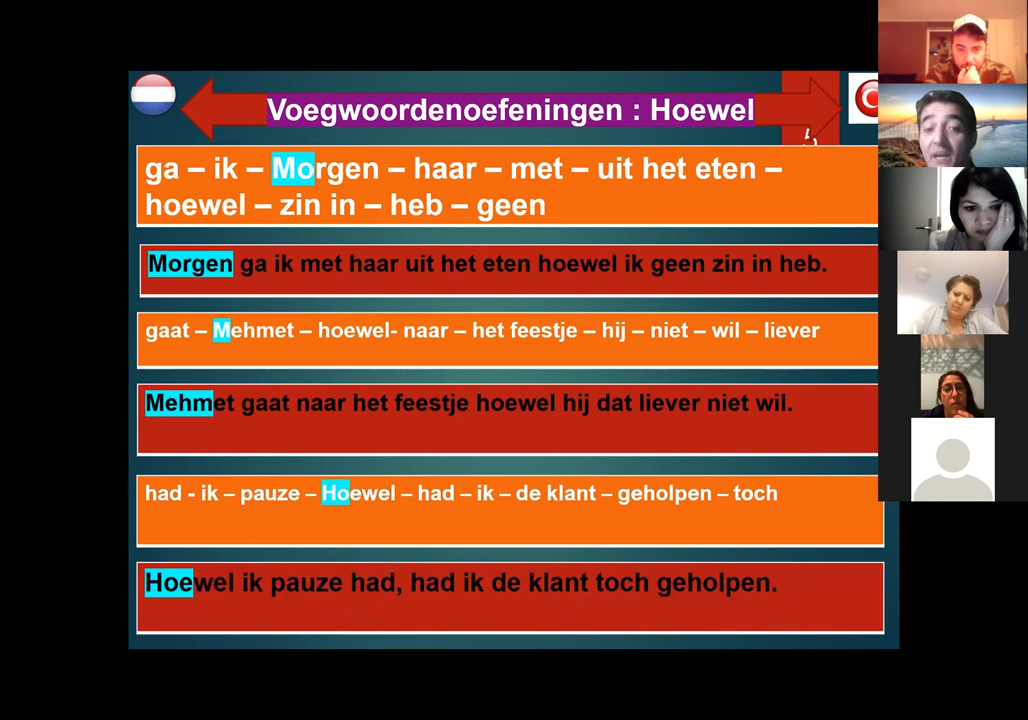 Voegwoordenoefeningen : Hoewel
ga – ik – Morgen – haar – met – uit het eten –
hoewel – zin in – heb – geen
Morgen ga ik met haar uit het eten hoewel ik geen zin in heb.
gaat – Mehmet – hoewel- naar – het feestje – hij – niet – wil – liever
Mehmet gaat naar het feestje hoewel hij dat liever niet wil.
had - ik – pauze – Hoewel – had – ik – de klant – geholpen – toch
Hoewel ik pauze had, had ik de klant toch geholpen.